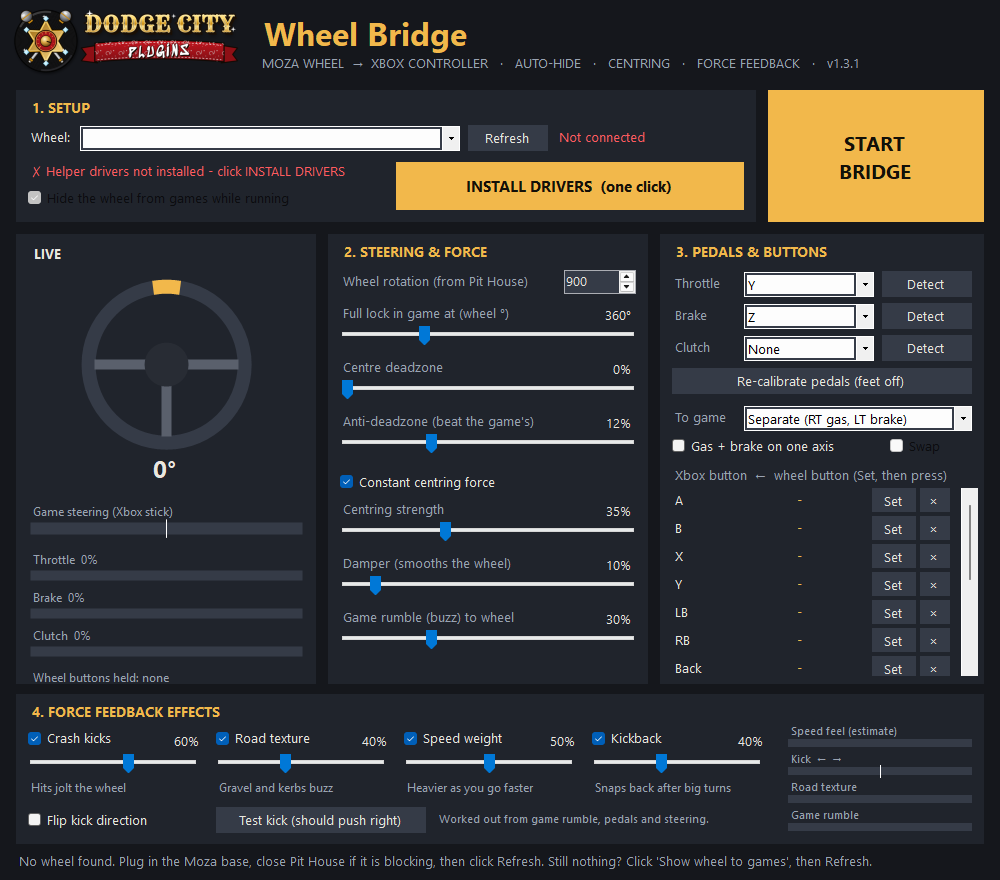 DODGE CITY
PLUGINS
Wheel Bridge
MOZA WHEEL → XBOX CONTROLLER · AUTO-HIDE · CENTRING · FORCE FEEDBACK · v1.3.1
1. SETUP
Wheel:
Refresh
Not connected
✗ Helper drivers not installed - click INSTALL DRIVERS
INSTALL DRIVERS (one click)
Hide the wheel from games while running
START
BRIDGE
LIVE
0°
Game steering (Xbox stick)
Throttle 0%
Brake 0%
Clutch 0%
Wheel buttons held: none
2. STEERING & FORCE
Wheel rotation (from Pit House) 900
Full lock in game at (wheel °) 360°
Centre deadzone 0%
Anti-deadzone (beat the game's) 12%
Constant centring force
Centring strength 35%
Damper (smooths the wheel) 10%
Game rumble (buzz) to wheel 30%
3. PEDALS & BUTTONS
Throttle Y Detect
Brake Z Detect
Clutch None Detect
Re-calibrate pedals (feet off)
To game Separate (RT gas, LT brake)
Gas + brake on one axis Swap
Xbox button ← wheel button (Set, then press)
A - Set ×
B - Set ×
X - Set ×
Y - Set ×
LB - Set ×
RB - Set ×
Back - Set ×
4. FORCE FEEDBACK EFFECTS
Crash kicks 60%
Hits jolt the wheel
Road texture 40%
Gravel and kerbs buzz
Speed weight 50%
Heavier as you go faster
Kickback 40%
Snaps back after big turns
Flip kick direction
Test kick (should push right)
Worked out from game rumble, pedals and steering.
Speed feel (estimate)
Kick ← →
Road texture
Game rumble
No wheel found. Plug in the Moza base, close Pit House if it is blocking, then click Refresh. Still nothing? Click 'Show wheel to games', then Refresh.